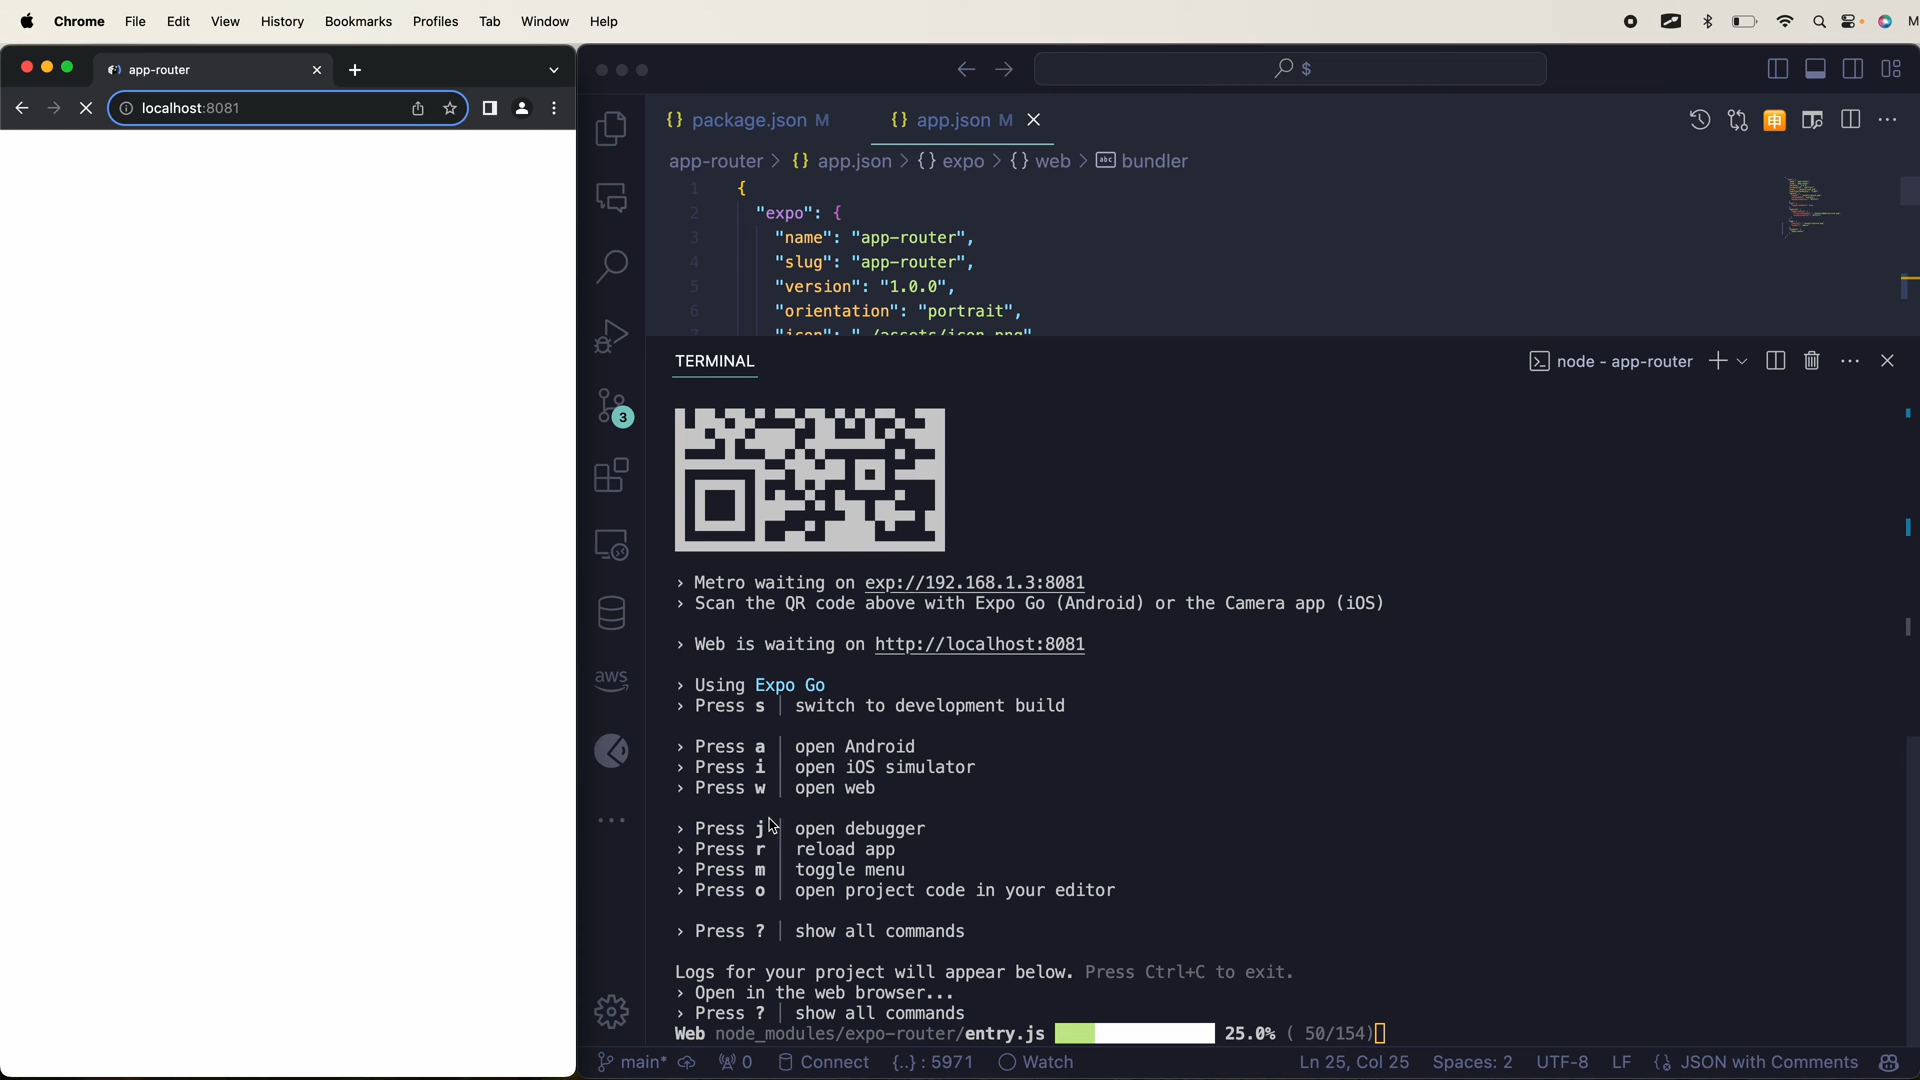 Chrome File Edit View History Bookmarks Profiles Tab Window Help
app-router
localhost:8081
$
{} package.json M {} app.json M
app-router > {} app.json > {} expo > {} web > abc bundler
1 {
2 "expo": {
3 "name": "app-router",
4 "slug": "app-router",
5 "version": "1.0.0",
6 "orientation": "portrait",
7 "icon": "./assets/icon.png"
TERMINAL
node - app-router
3
› Metro waiting on exp://192.168.1.3:8081
› Scan the QR code above with Expo Go (Android) or the Camera app (iOS)
› Web is waiting on http://localhost:8081
› Using Expo Go
› Press s │ switch to development build
› Press a │ open Android
› Press i │ open iOS simulator
› Press w │ open web
› Press j │ open debugger
› Press r │ reload app
› Press m │ toggle menu
› Press o │ open project code in your editor
› Press ? │ show all commands
Logs for your project will appear below. Press Ctrl+C to exit.
› Open in the web browser...
› Press ? │ show all commands
Web node_modules/expo-router/entry.js 25.0% ( 50/154)
aws
main* 0 Connect {..} : 5971 Watch Ln 25, Col 25 Spaces: 2 UTF-8 LF JSON with Comments